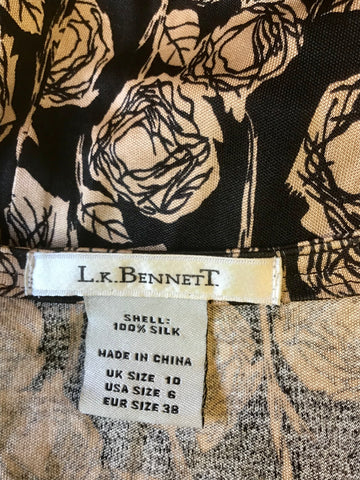 L.K.BENNETT
SHELL:
100% SILK
MADE IN CHINA
UK SIZE 10
USA SIZE 6
EUR SIZE 38